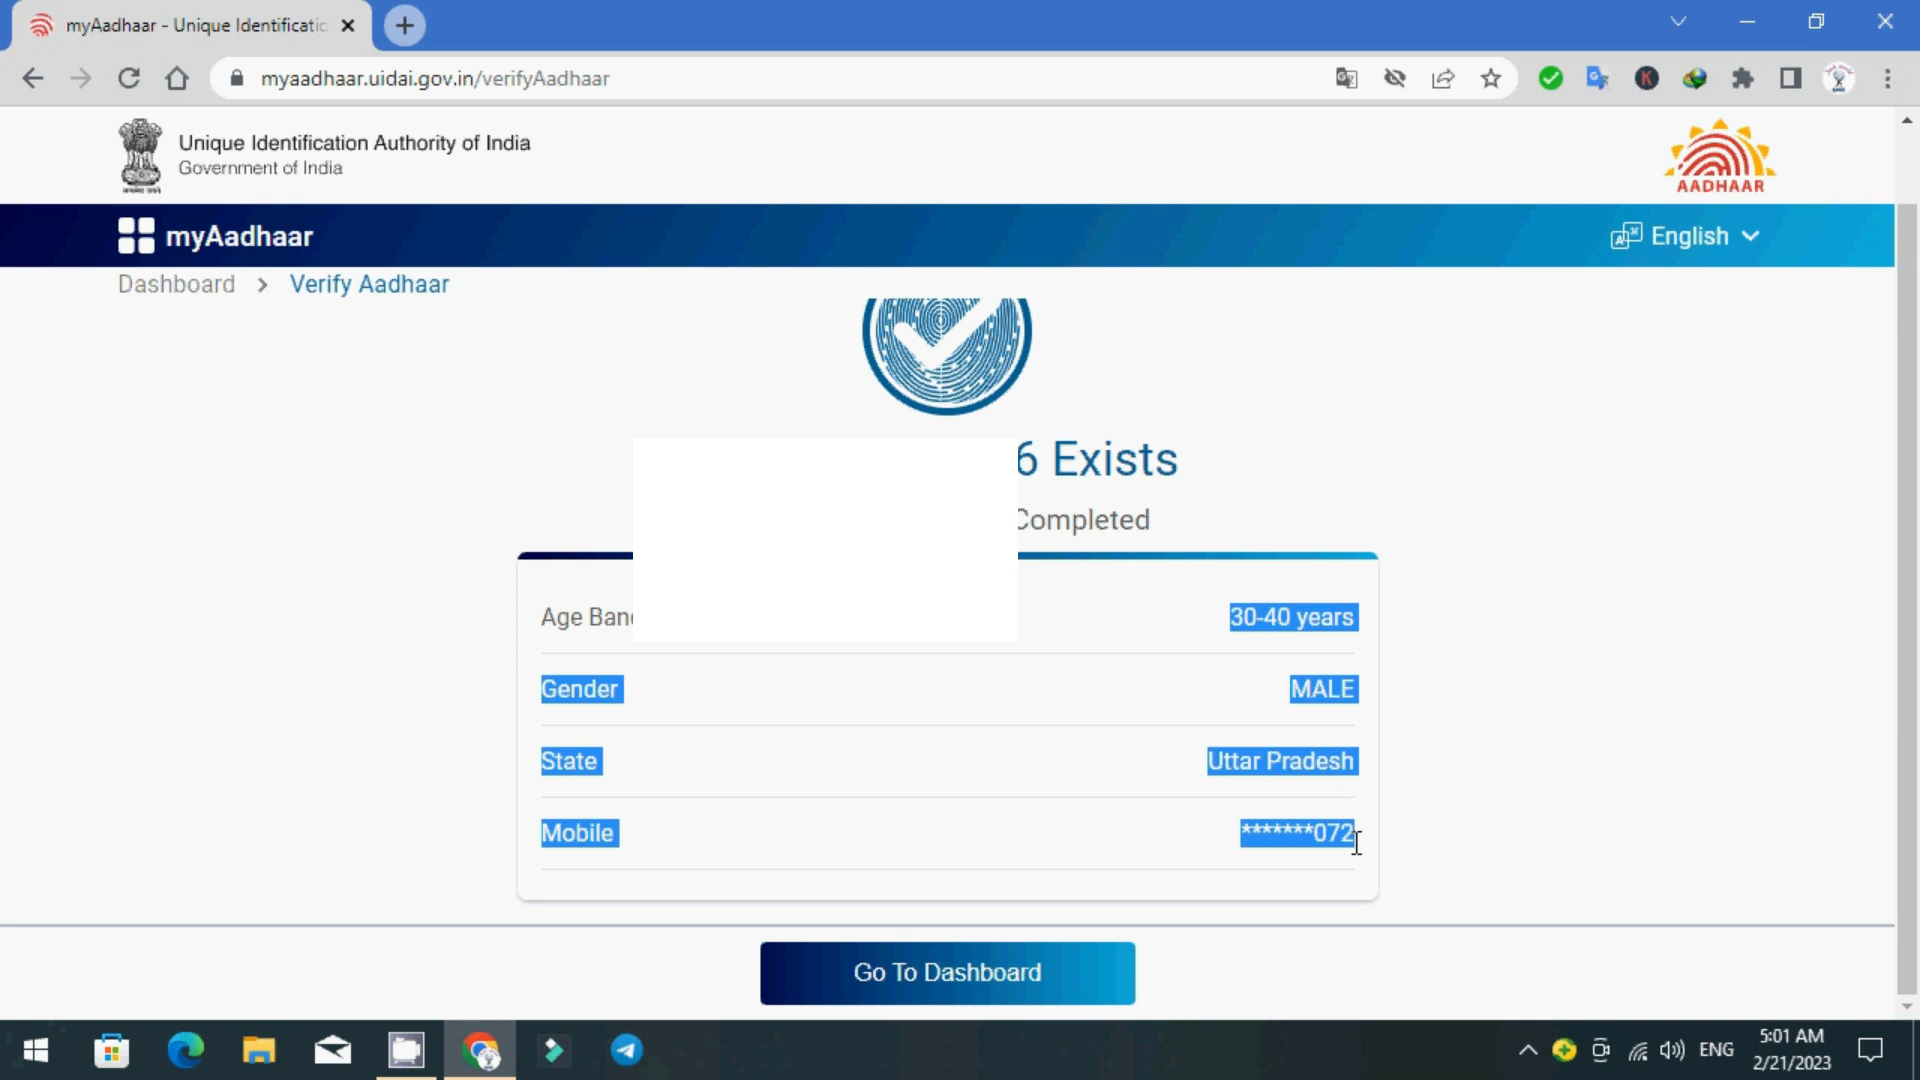 myAadhaar - Unique Identificatio
myaadhaar.uidai.gov.in/verifyAadhaar
Unique Identification Authority of India
Government of India
AADHAAR
myAadhaar
English
Dashboard > Verify Aadhaar
6 Exists
Completed
Age Band 30-40 years
Gender MALE
State Uttar Pradesh
Mobile *******072
Go To Dashboard
ENG
5:01 AM
2/21/2023